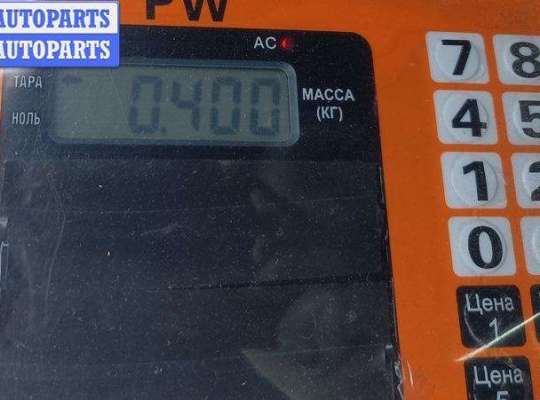 AUTOPARTS
AUTOPARTS
PW
AC
7 8
ТАРА
0.400
МАССА
(КГ)
НОЛЬ
4 5
1 2
0
Цена
1
Цена
5